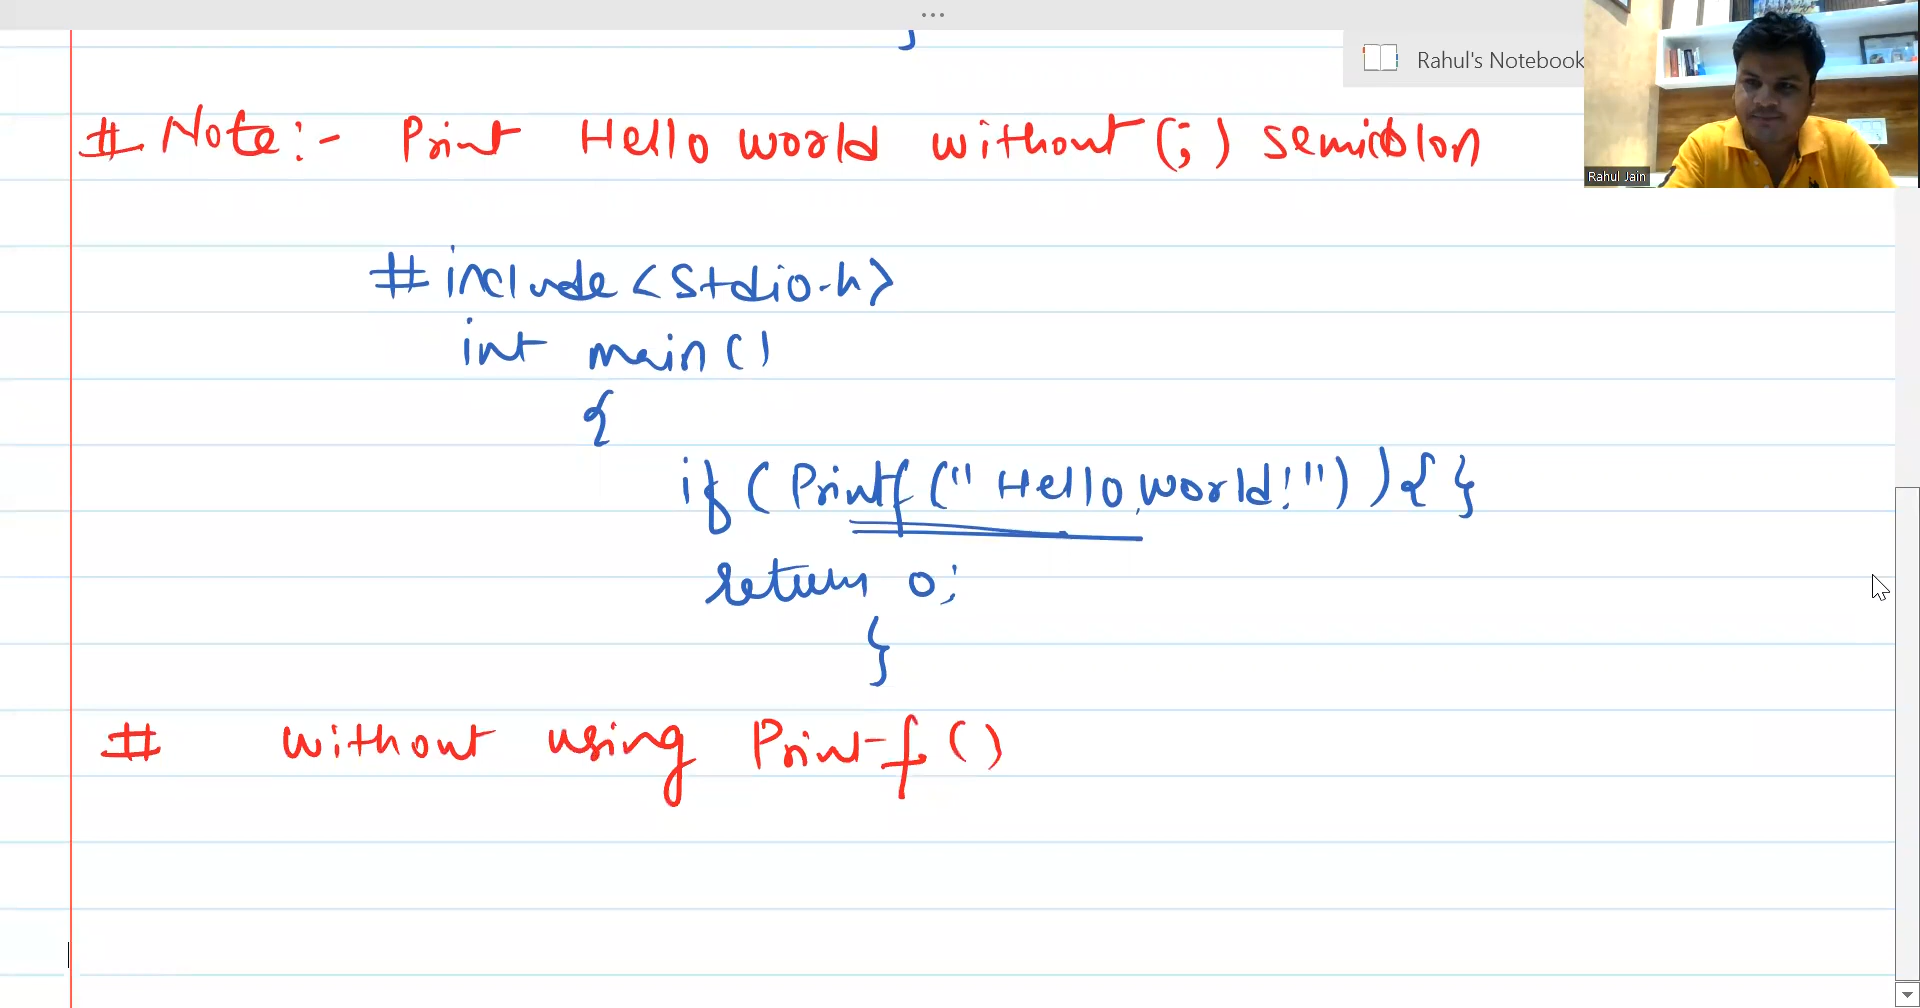 ...
Rahul's Notebook
Rahul Jain
# Note:- Print Hello world without (;) semicolon
#include <stdio.h>
int main()
{
if (Printf ("Hello, world!") ) { }
return 0;
}
# without using Printf ()